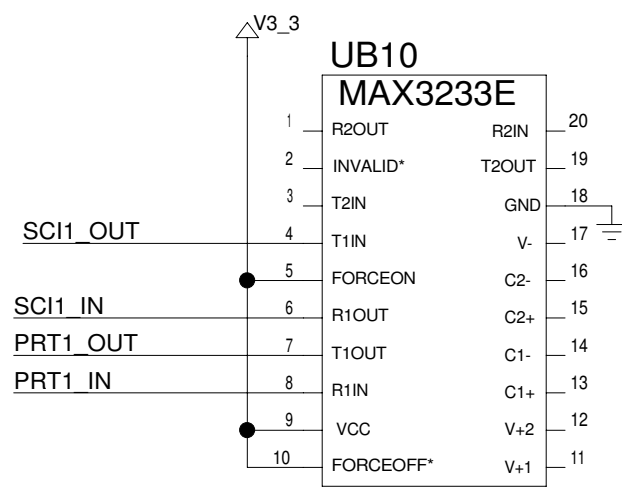 V3_3
UB10
MAX3233E
1 R2OUT R2IN 20
2 INVALID* T2OUT 19
3 T2IN GND 18
SCI1_OUT 4 T1IN V- 17
5 FORCEON C2- 16
SCI1_IN 6 R1OUT C2+ 15
PRT1_OUT 7 T1OUT C1- 14
PRT1_IN 8 R1IN C1+ 13
9 VCC V+2 12
10 FORCEOFF* V+1 11